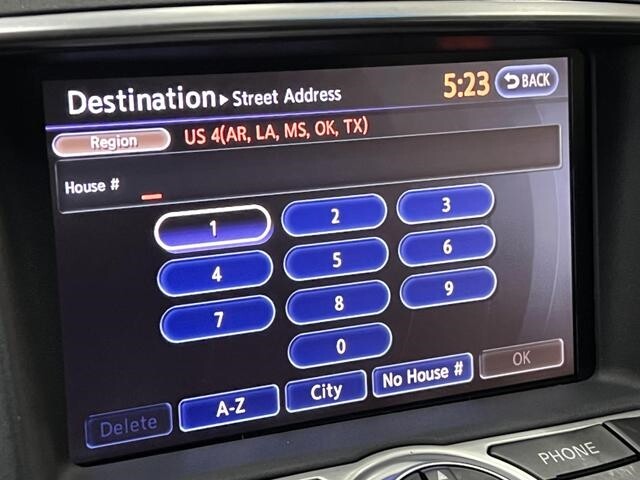 Destination ▸ Street Address
5:23
BACK
Region
US 4(AR, LA, MS, OK, TX)
House #
1
2
3
4
5
6
7
8
9
0
Delete
A-Z
City
No House #
OK
PHONE